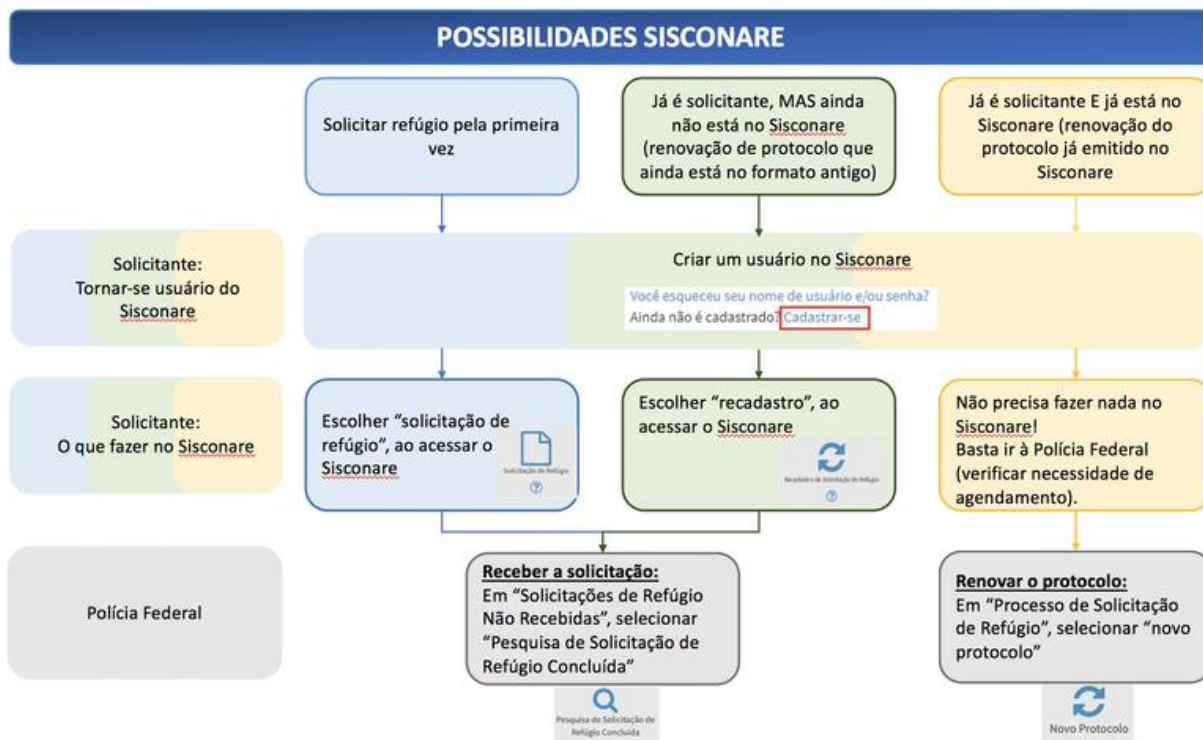 POSSIBILIDADES SISCONARE
Solicitar refúgio pela primeira
vez
Já é solicitante, MAS ainda
não está no Sisconare
(renovação de protocolo que
ainda está no formato antigo)
Já é solicitante E já está no
Sisconare (renovação do
protocolo já emitido no
Sisconare
Solicitante:
Tornar-se usuário do
Sisconare
Criar um usuário no Sisconare
Você esqueceu seu nome de usuário e/ou senha?
Ainda não é cadastrado? Cadastrar-se
Solicitante:
O que fazer no Sisconare
Escolher “solicitação de
refúgio”, ao acessar o
Sisconare
Solicitação de Refúgio
?
Escolher “recadastro”, ao
acessar o Sisconare
Recadastro de Solicitação de Refúgio
?
Não precisa fazer nada no
Sisconare!
Basta ir à Polícia Federal
(verificar necessidade de
agendamento).
Polícia Federal
Receber a solicitação:
Em “Solicitações de Refúgio
Não Recebidas”, selecionar
“Pesquisa de Solicitação de
Refúgio Concluída”
Pesquisa de Solicitação de
Refúgio Concluída
Renovar o protocolo:
Em “Processo de Solicitação
de Refúgio”, selecionar “novo
protocolo”
Novo Protocolo